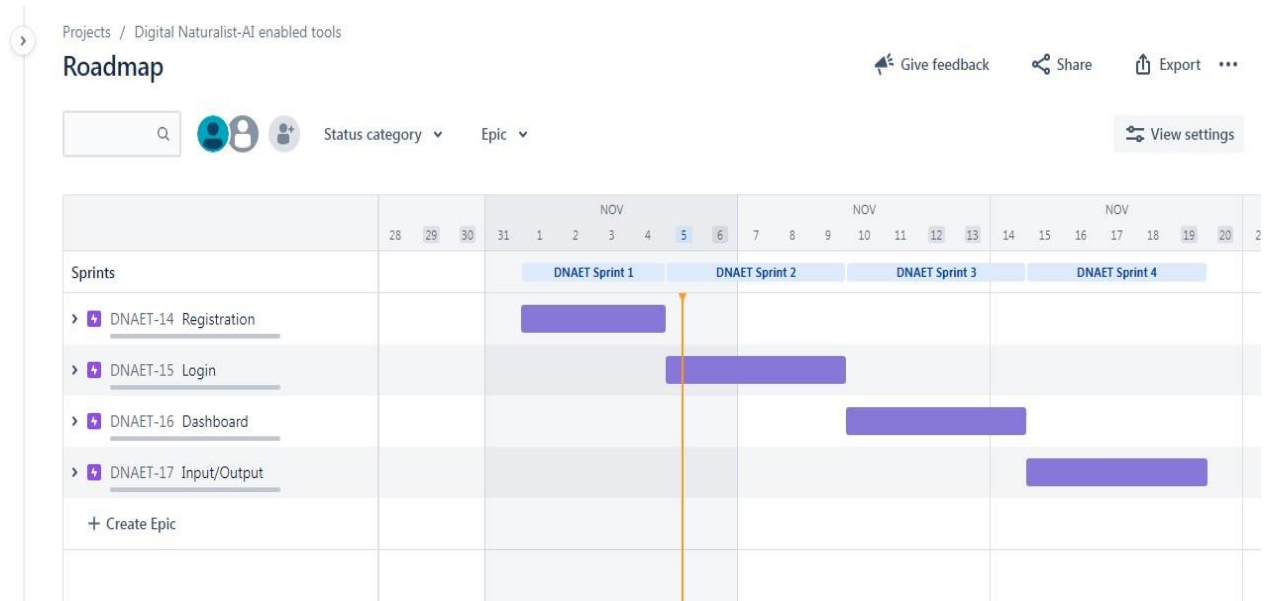 Projects / Digital Naturalist-AI enabled tools
Roadmap
Give feedback
Share
Export
Status category
Epic
View settings
NOV NOV NOV
28 29 30 31 1 2 3 4 5 6 7 8 9 10 11 12 13 14 15 16 17 18 19 20 2
Sprints
DNAET Sprint 1
DNAET Sprint 2
DNAET Sprint 3
DNAET Sprint 4
DNAET-14 Registration
DNAET-15 Login
DNAET-16 Dashboard
DNAET-17 Input/Output
+ Create Epic